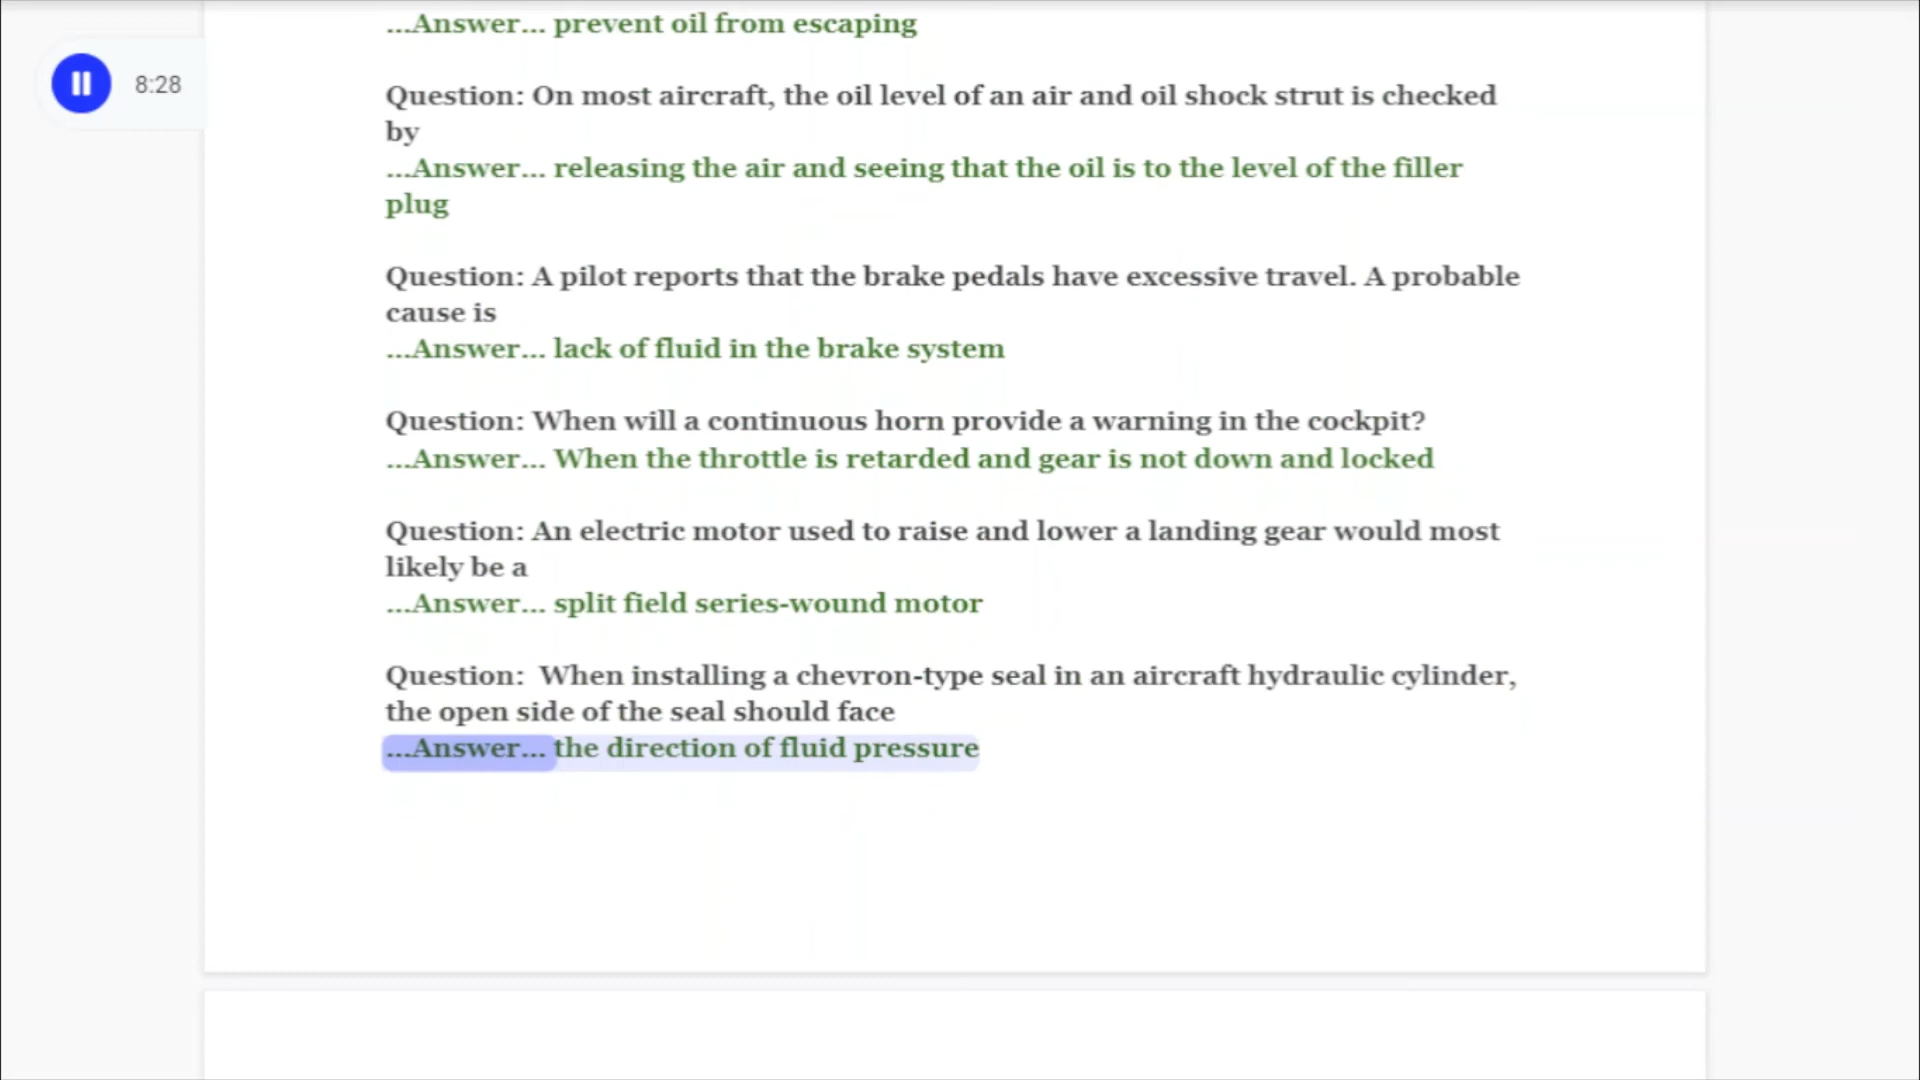 ...Answer... prevent oil from escaping
8:28
Question: On most aircraft, the oil level of an air and oil shock strut is checked
by
...Answer... releasing the air and seeing that the oil is to the level of the filler
plug
Question: A pilot reports that the brake pedals have excessive travel. A probable
cause is
...Answer... lack of fluid in the brake system
Question: When will a continuous horn provide a warning in the cockpit?
...Answer... When the throttle is retarded and gear is not down and locked
Question: An electric motor used to raise and lower a landing gear would most
likely be a
...Answer... split field series-wound motor
Question:  When installing a chevron-type seal in an aircraft hydraulic cylinder,
the open side of the seal should face
...Answer... the direction of fluid pressure